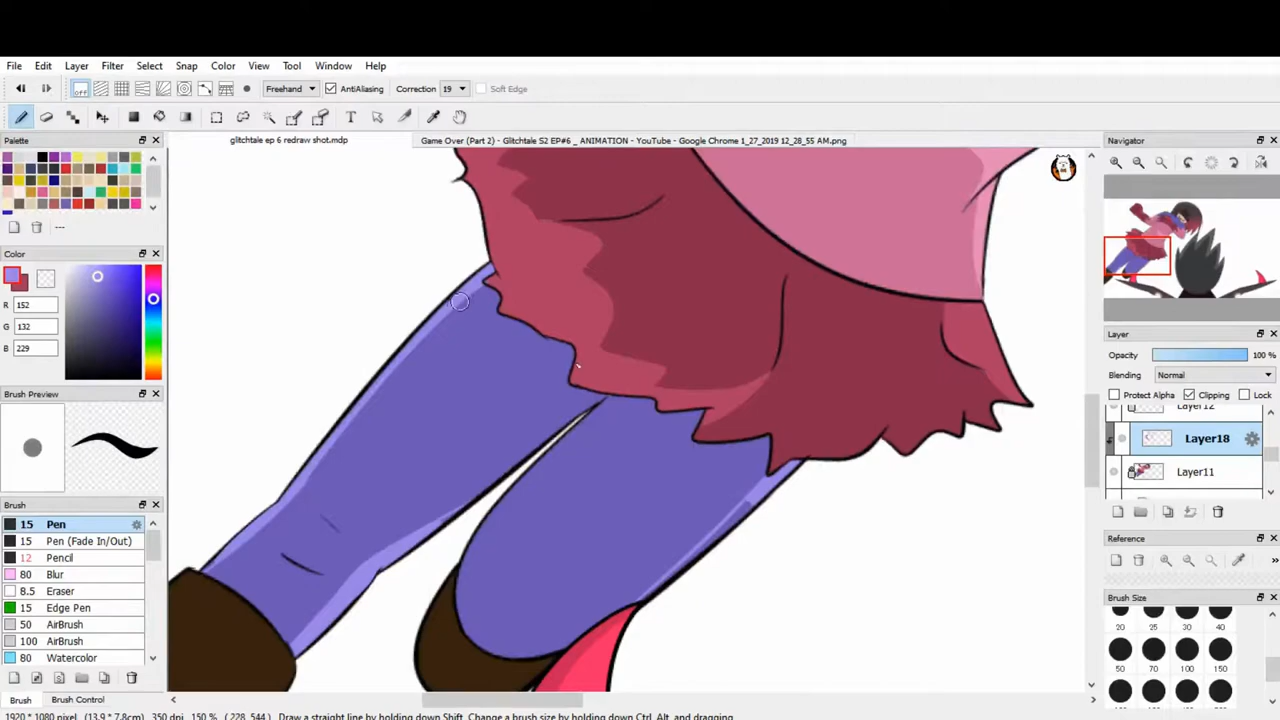 File Edit Layer Filter Select Snap Color View Tool Window Help
off Freehand AntiAliasing Correction 19 Soft Edge
Palette
glitchtale ep 6 redraw shot.mdp
Game Over (Part 2) - Glitchtale S2 EP#6 _ ANIMATION - YouTube - Google Chrome 1_27_2019 12_28_55 AM.png
Navigator
---
Color
R 152
G 132
B 229
Brush Preview
Brush
15 Pen
15 Pen (Fade In/Out)
12 Pencil
80 Blur
8.5 Eraser
15 Edge Pen
50 AirBrush
100 AirBrush
80 Watercolor
Brush Brush Control
Layer
Opacity 100 %
Blending Normal
Protect Alpha Clipping Lock
Layer12
Layer18
Layer11
Reference
Brush Size
20 25 30 40
50 70 100 150
1920 * 1080 pixel (13.9 * 7.8cm) 350 dpi 150 % ( 228, 544) Draw a straight line by holding down Shift, Change a brush size by holding down Ctrl, Alt, and dragging